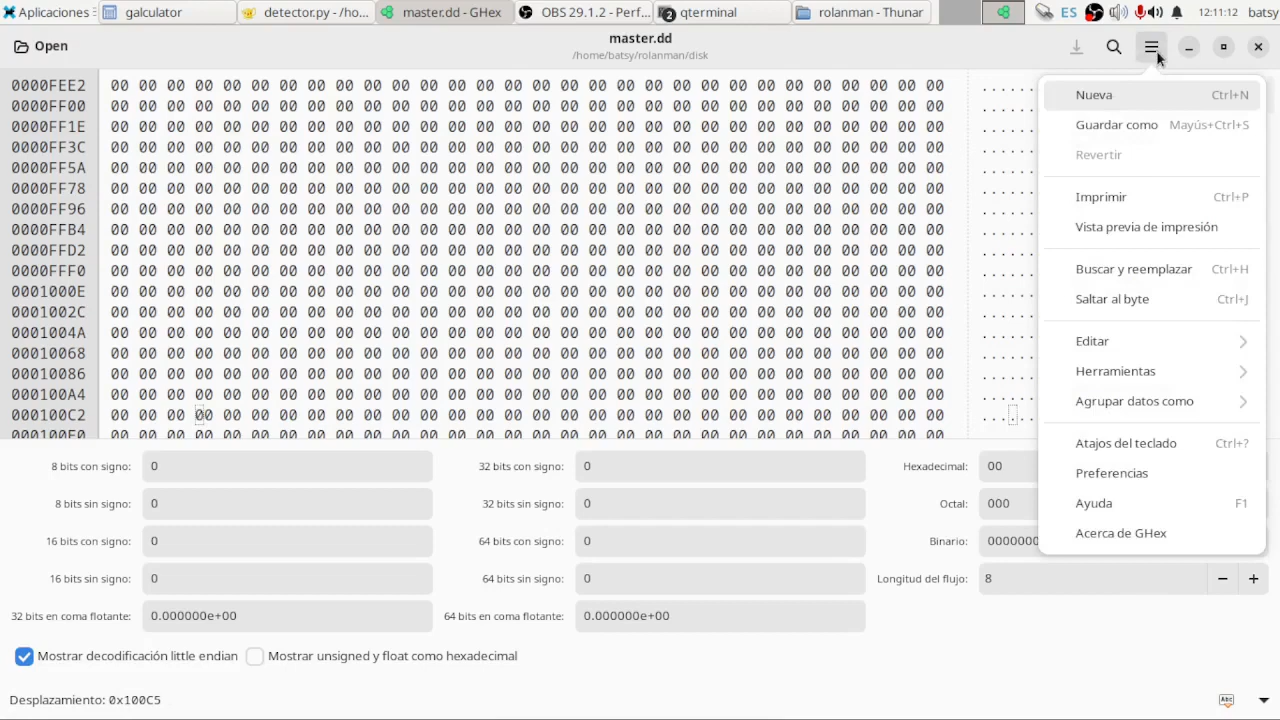 Aplicaciones galculator detector.py - /ho... master.dd - GHex OBS 29.1.2 - Perf... 2 qterminal rolanman - Thunar ES 12:11:12 batsy
Open master.dd
/home/batsy/rolanman/disk
0000FEE2 00 00 00 00 00 00 00 00 00 00 00 00 00 00 00 00 00 00 00 00 00 00 00 00 00 00 00 00 00 00 ......
0000FF00 00 00 00 00 00 00 00 00 00 00 00 00 00 00 00 00 00 00 00 00 00 00 00 00 00 00 00 00 00 00 ......
0000FF1E 00 00 00 00 00 00 00 00 00 00 00 00 00 00 00 00 00 00 00 00 00 00 00 00 00 00 00 00 00 00 ......
0000FF3C 00 00 00 00 00 00 00 00 00 00 00 00 00 00 00 00 00 00 00 00 00 00 00 00 00 00 00 00 00 00 ......
0000FF5A 00 00 00 00 00 00 00 00 00 00 00 00 00 00 00 00 00 00 00 00 00 00 00 00 00 00 00 00 00 00 ......
0000FF78 00 00 00 00 00 00 00 00 00 00 00 00 00 00 00 00 00 00 00 00 00 00 00 00 00 00 00 00 00 00 ......
0000FF96 00 00 00 00 00 00 00 00 00 00 00 00 00 00 00 00 00 00 00 00 00 00 00 00 00 00 00 00 00 00 ......
0000FFB4 00 00 00 00 00 00 00 00 00 00 00 00 00 00 00 00 00 00 00 00 00 00 00 00 00 00 00 00 00 00 ......
0000FFD2 00 00 00 00 00 00 00 00 00 00 00 00 00 00 00 00 00 00 00 00 00 00 00 00 00 00 00 00 00 00 ......
0000FFF0 00 00 00 00 00 00 00 00 00 00 00 00 00 00 00 00 00 00 00 00 00 00 00 00 00 00 00 00 00 00 ......
0001000E 00 00 00 00 00 00 00 00 00 00 00 00 00 00 00 00 00 00 00 00 00 00 00 00 00 00 00 00 00 00 ......
0001002C 00 00 00 00 00 00 00 00 00 00 00 00 00 00 00 00 00 00 00 00 00 00 00 00 00 00 00 00 00 00 ......
0001004A 00 00 00 00 00 00 00 00 00 00 00 00 00 00 00 00 00 00 00 00 00 00 00 00 00 00 00 00 00 00 ......
00010068 00 00 00 00 00 00 00 00 00 00 00 00 00 00 00 00 00 00 00 00 00 00 00 00 00 00 00 00 00 00 ......
00010086 00 00 00 00 00 00 00 00 00 00 00 00 00 00 00 00 00 00 00 00 00 00 00 00 00 00 00 00 00 00 ......
000100A4 00 00 00 00 00 00 00 00 00 00 00 00 00 00 00 00 00 00 00 00 00 00 00 00 00 00 00 00 00 00 ......
000100C2 00 00 00 00 00 00 00 00 00 00 00 00 00 00 00 00 00 00 00 00 00 00 00 00 00 00 00 00 00 00 ......
000100E0 00 00 00 00 00 00 00 00 00 00 00 00 00 00 00 00 00 00 00 00 00 00 00 00 00 00 00 00 00 00
Nueva Ctrl+N
Guardar como Mayús+Ctrl+S
Revertir
Imprimir Ctrl+P
Vista previa de impresión
Buscar y reemplazar Ctrl+H
Saltar al byte Ctrl+J
Editar
Herramientas
Agrupar datos como
Atajos del teclado Ctrl+?
Preferencias
Ayuda F1
Acerca de GHex
8 bits con signo: 0 32 bits con signo: 0 Hexadecimal: 00
8 bits sin signo: 0 32 bits sin signo: 0 Octal: 000
16 bits con signo: 0 64 bits con signo: 0 Binario: 0000000
16 bits sin signo: 0 64 bits sin signo: 0 Longitud del flujo: 8
32 bits en coma flotante: 0.000000e+00 64 bits en coma flotante: 0.000000e+00
Mostrar decodificación little endian Mostrar unsigned y float como hexadecimal
Desplazamiento: 0x100C5 Abc